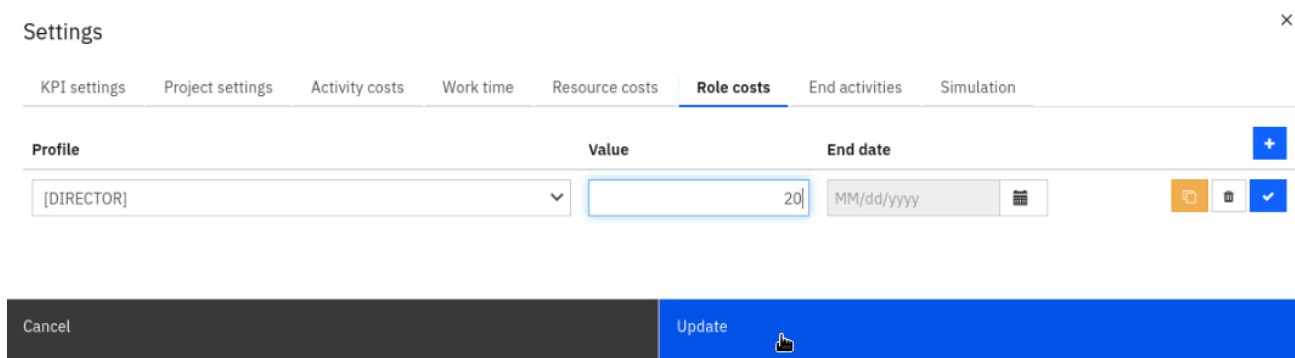 Settings
KPI settings Project settings Activity costs Work time Resource costs Role costs End activities Simulation
Profile Value End date
[DIRECTOR] 20 MM/dd/yyyy
Cancel Update